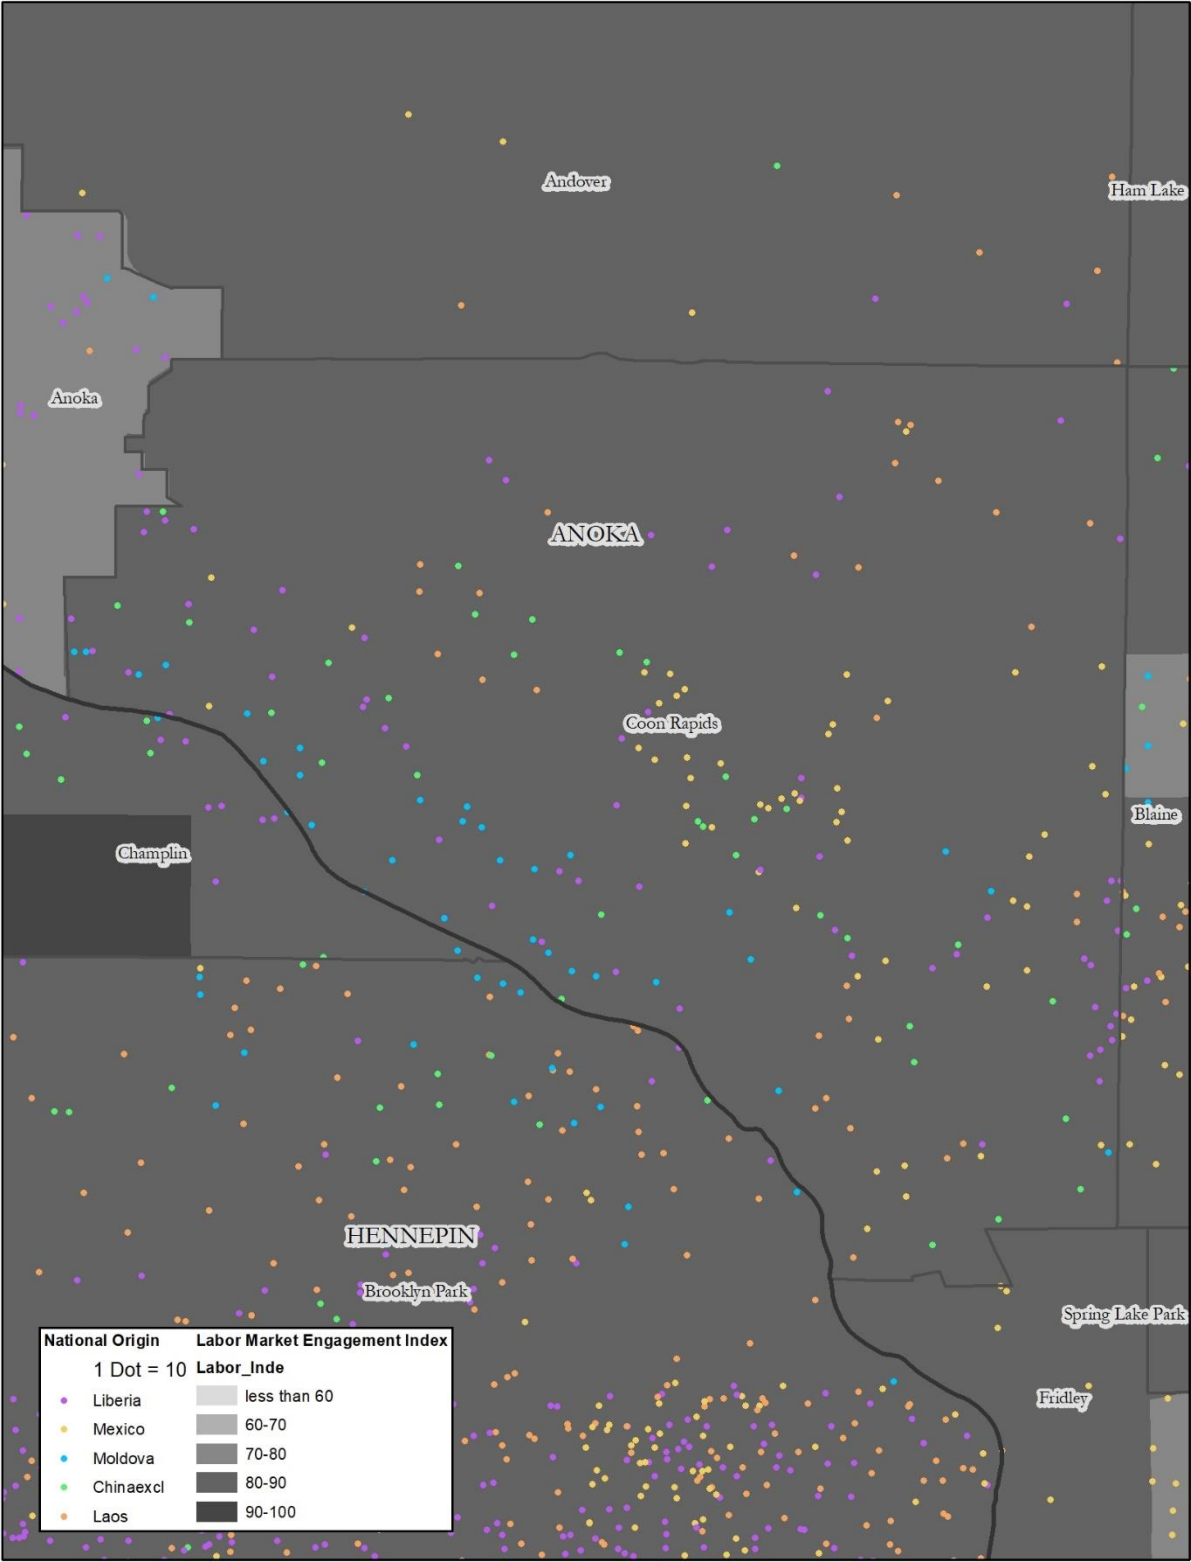 Andover
Ham Lake
Anoka
ANOKA
Coon Rapids
Blaine
Champlin
HENNEPIN
Brooklyn Park
Spring Lake Park
Fridley
National Origin
1 Dot = 10
Liberia
Mexico
Moldova
Chinaexcl
Laos
Labor Market Engagement Index
Labor_Inde
less than 60
60-70
70-80
80-90
90-100